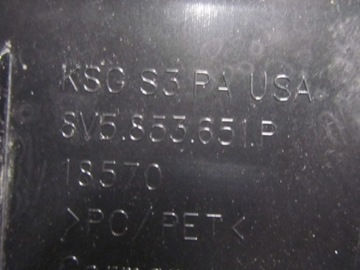 KSG S3 PA USA
8V5.853.651.P
18570
>PC/PET<